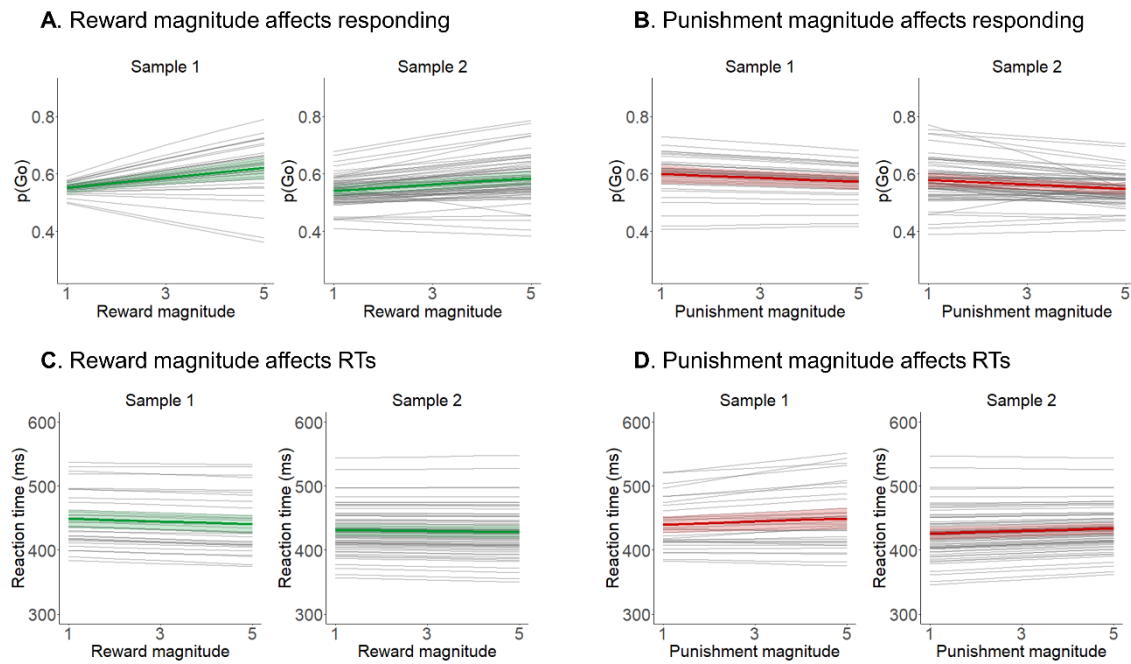 A. Reward magnitude affects responding
Sample 1
Sample 2
p(Go)
0.8
0.6
0.4
1
3
5
Reward magnitude
p(Go)
0.8
0.6
0.4
1
3
5
Reward magnitude
B. Punishment magnitude affects responding
Sample 1
Sample 2
p(Go)
0.8
0.6
0.4
1
3
5
Punishment magnitude
p(Go)
0.8
0.6
0.4
1
3
5
Punishment magnitude
C. Reward magnitude affects RTs
Sample 1
Sample 2
Reaction time (ms)
600
500
400
300
1
3
5
Reward magnitude
Reaction time (ms)
600
500
400
300
1
3
5
Reward magnitude
D. Punishment magnitude affects RTs
Sample 1
Sample 2
Reaction time (ms)
600
500
400
300
1
3
5
Punishment magnitude
Reaction time (ms)
600
500
400
300
1
3
5
Punishment magnitude